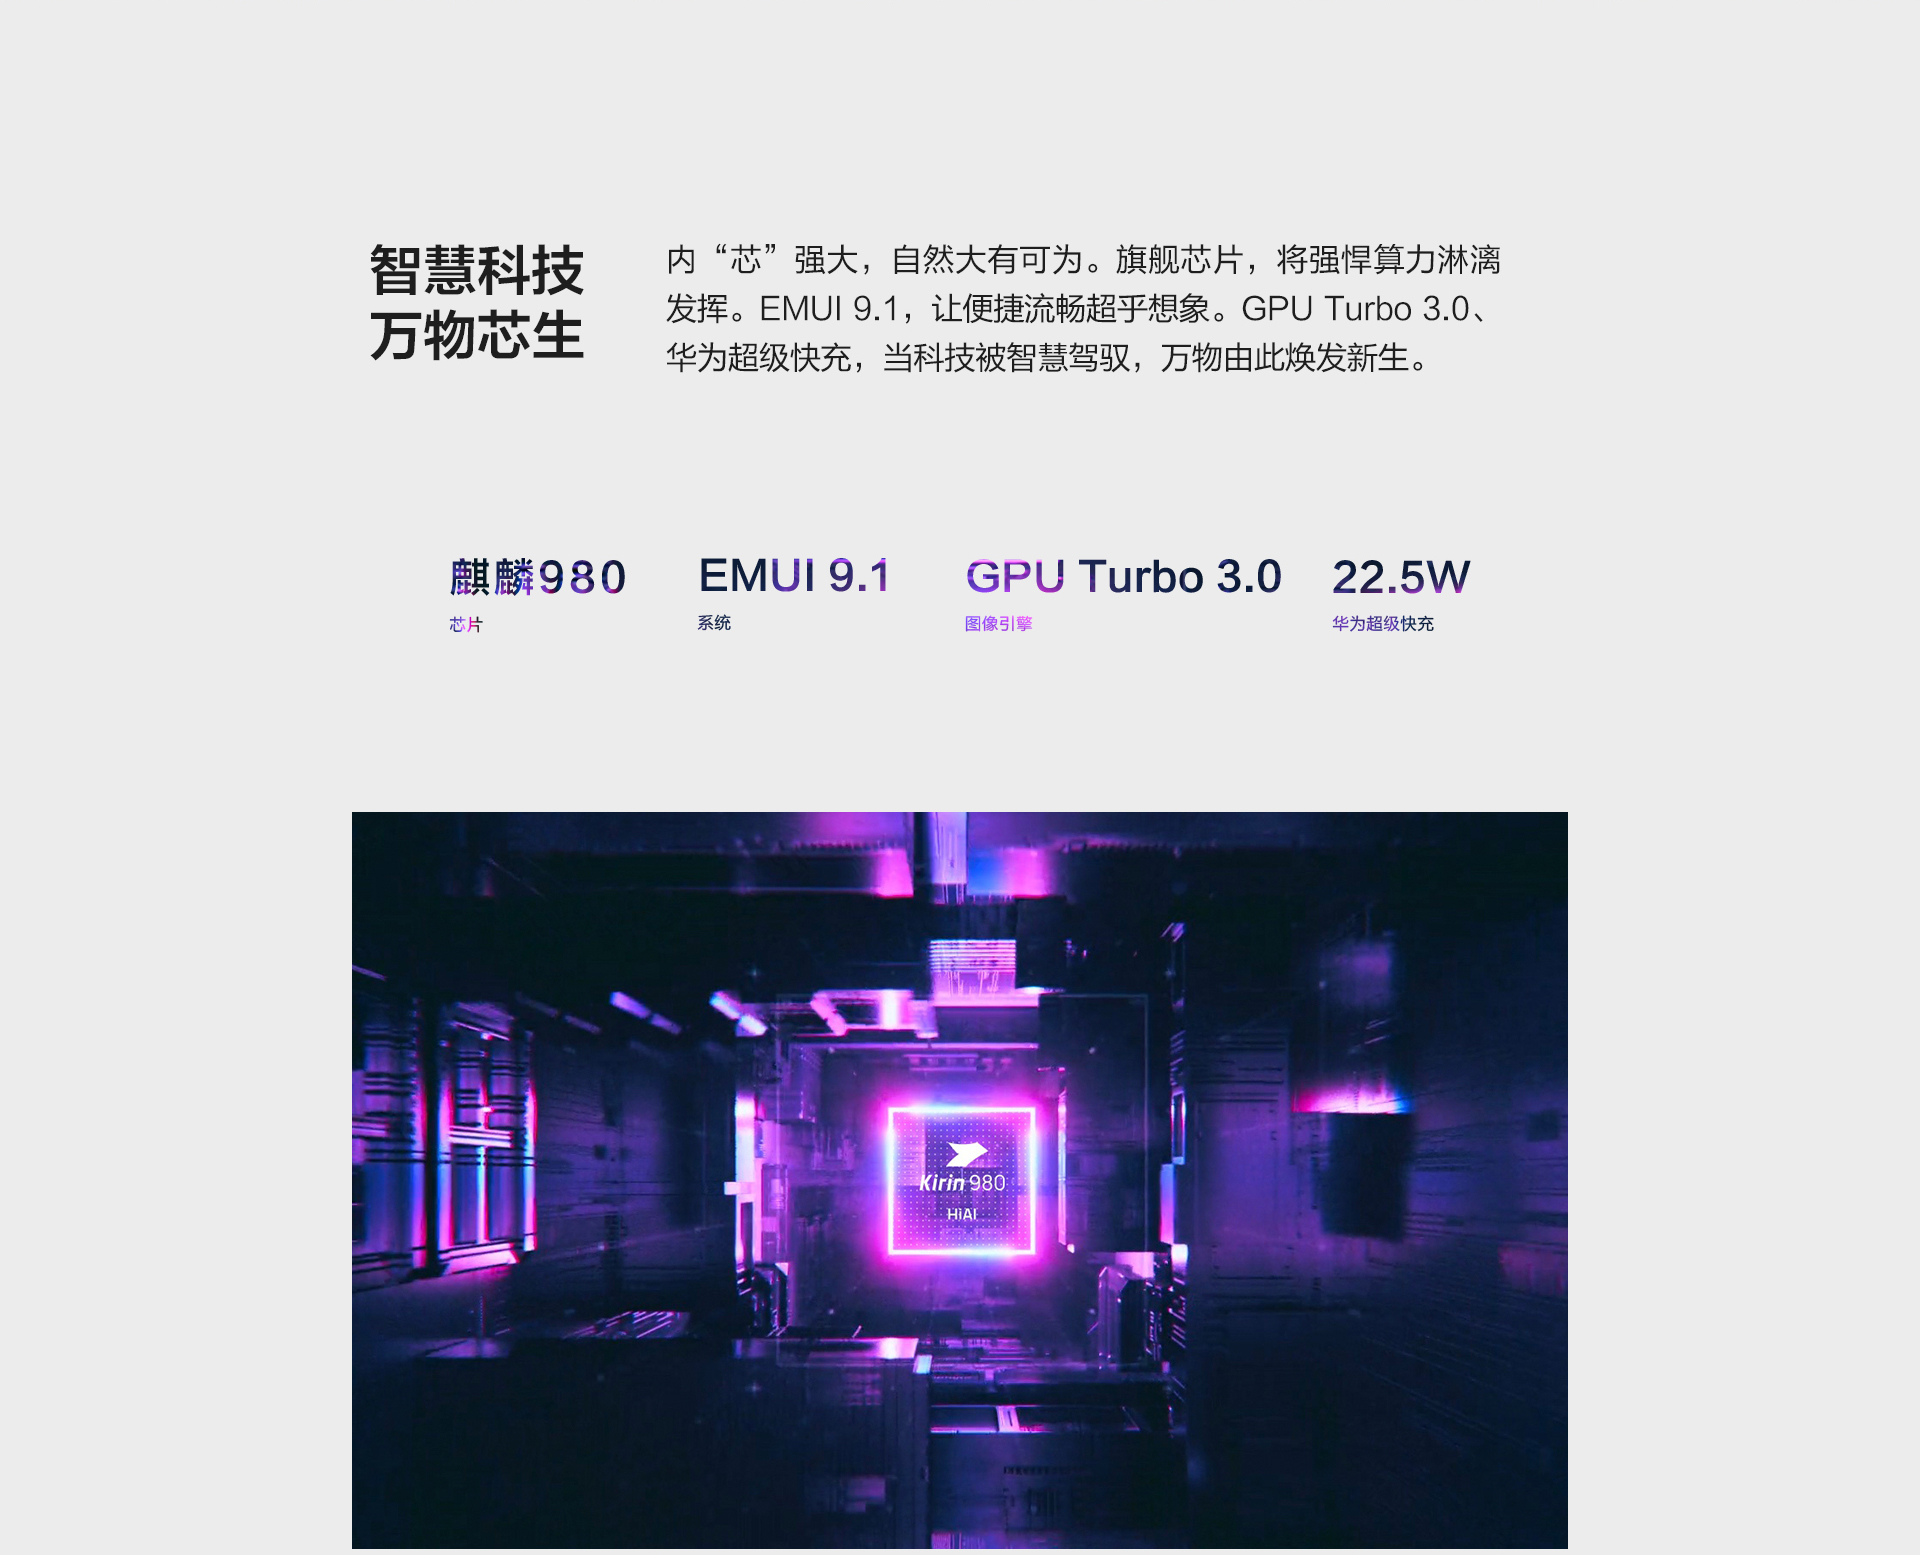 智慧科技
万物芯生
内“芯”强大，自然大有可为。旗舰芯片，将强悍算力淋漓
发挥。EMUI 9.1，让便捷流畅超乎想象。GPU Turbo 3.0、
华为超级快充，当科技被智慧驾驭，万物由此焕发新生。
麒麟980
芯片
EMUI 9.1
系统
GPU Turbo 3.0
图像引擎
22.5W
华为超级快充
Kirin 980
HiAI